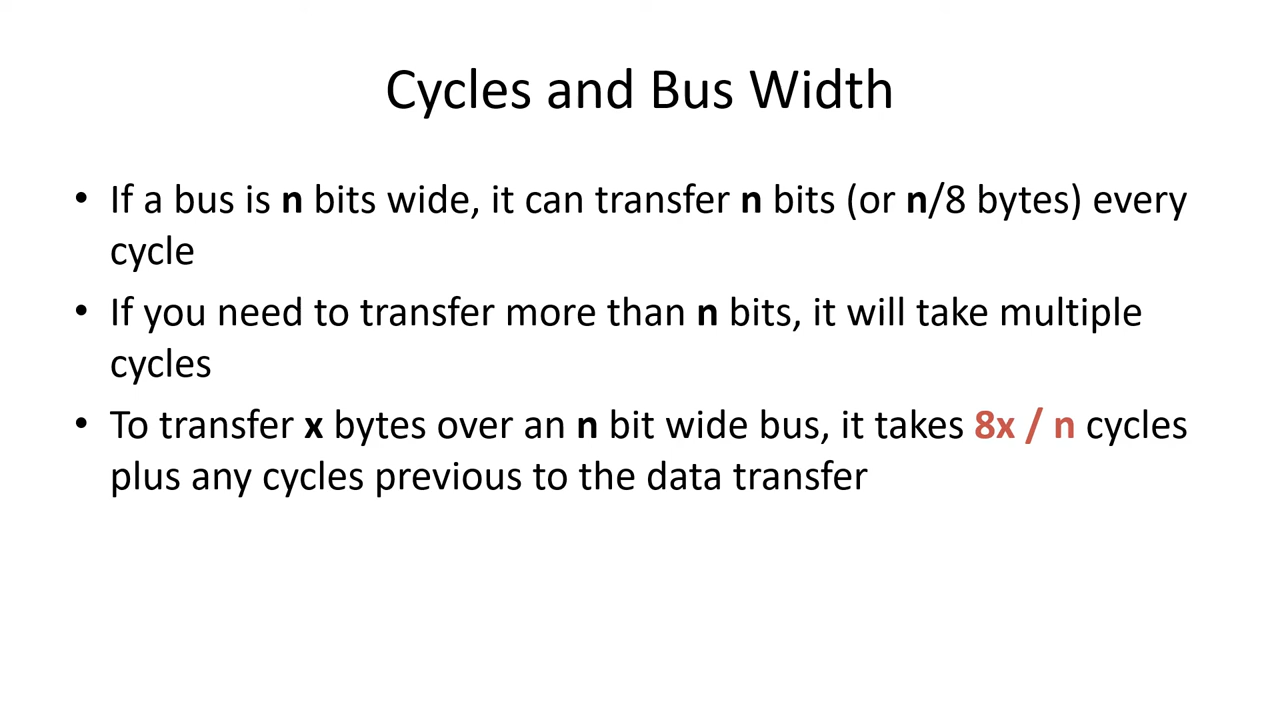 Cycles and Bus Width
• If a bus is n bits wide, it can transfer n bits (or n/8 bytes) every
cycle
• If you need to transfer more than n bits, it will take multiple
cycles
• To transfer x bytes over an n bit wide bus, it takes 8x / n cycles
plus any cycles previous to the data transfer